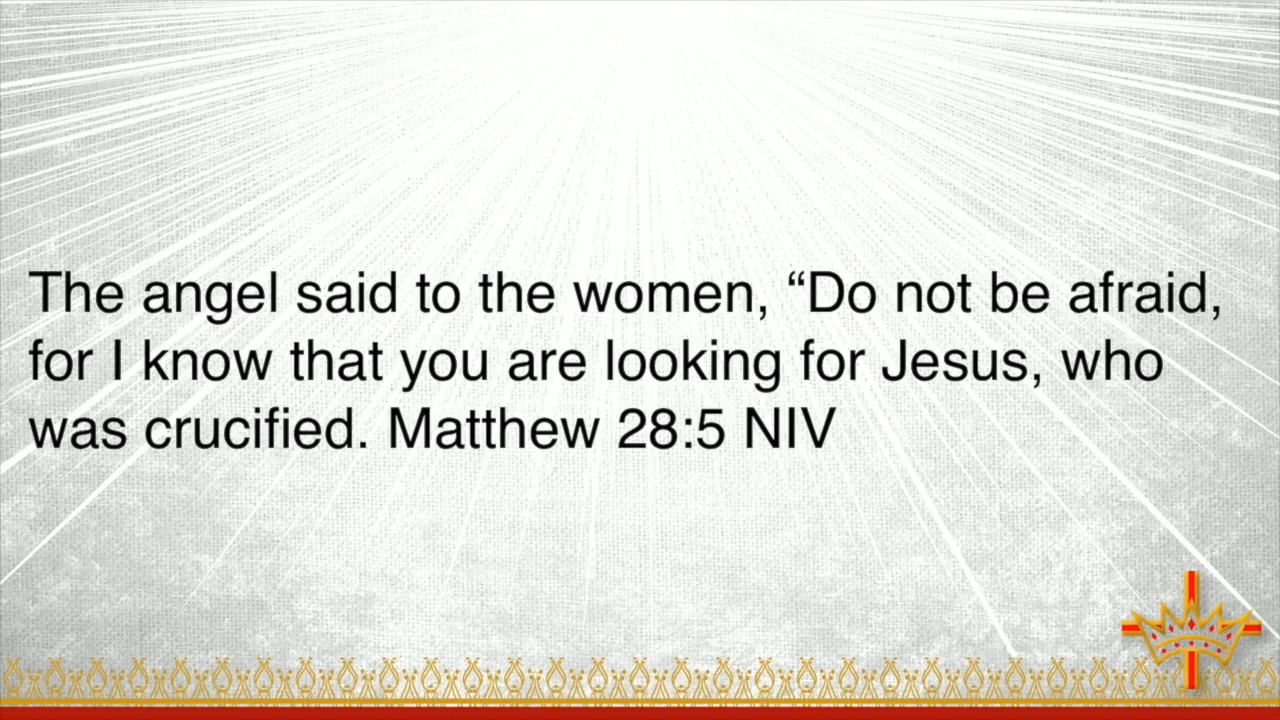 The angel said to the women, “Do not be afraid,
for I know that you are looking for Jesus, who
was crucified. Matthew 28:5 NIV